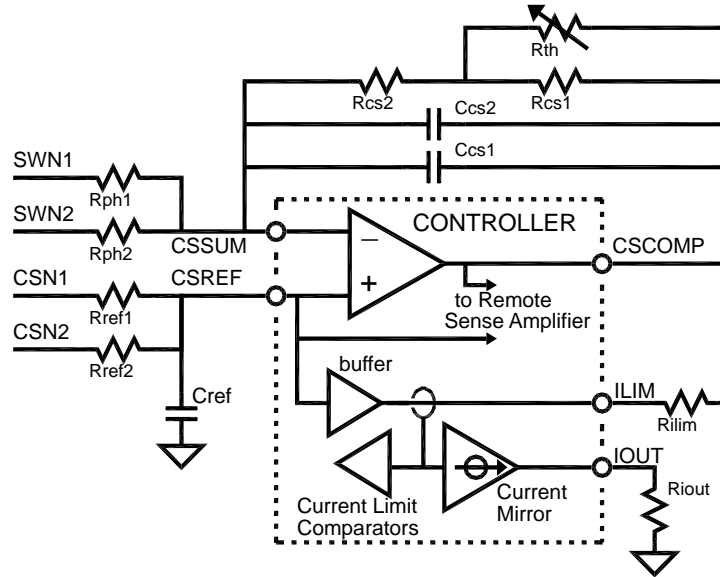 Rth
Rcs2
Rcs1
Ccs2
Ccs1
SWN1
Rph1
SWN2
Rph2
CSSUM
CONTROLLER
CSCOMP
CSN1
Rref1
CSREF
CSN2
Rref2
Cref
to Remote
Sense Amplifier
buffer
ILIM
Rilim
IOUT
Riout
Current Limit
Comparators
Current
Mirror